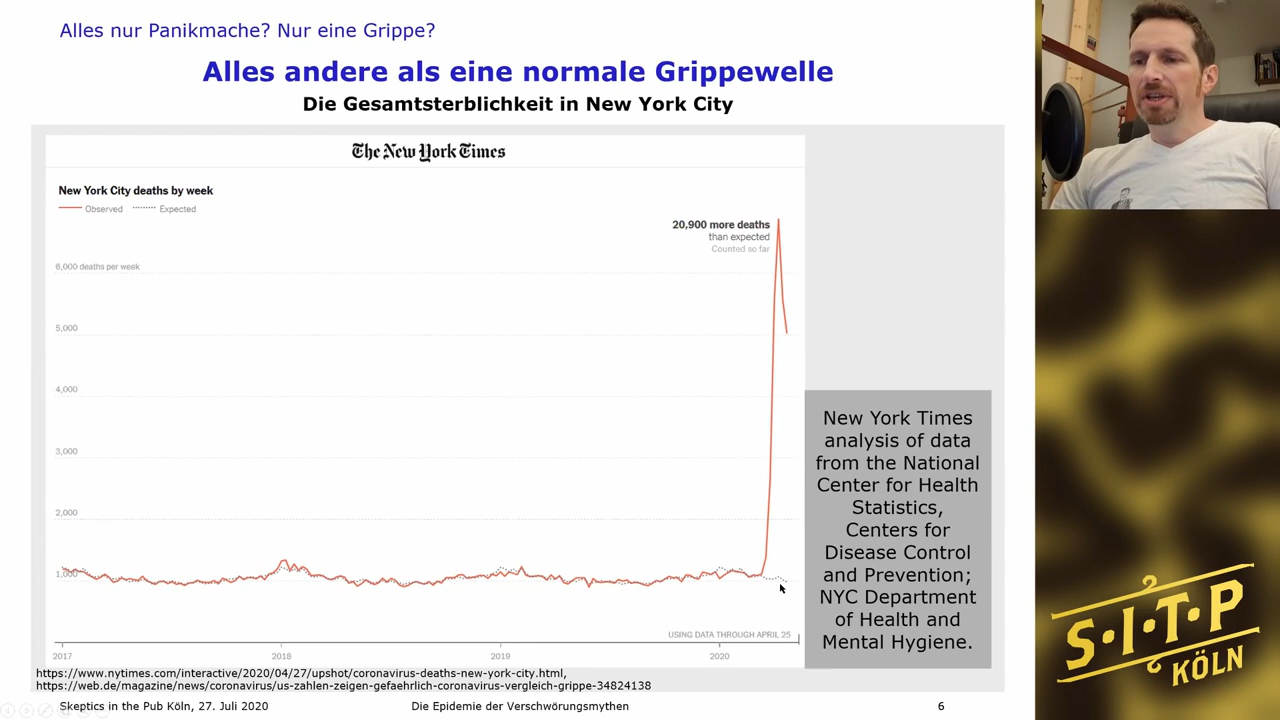 Alles nur Panikmache? Nur eine Grippe?
Alles andere als eine normale Grippewelle
Die Gesamtsterblichkeit in New York City
The New York Times
New York City deaths by week
Observed
Expected
20,900 more deaths
than expected
Counted so far
6,000 deaths per week
5,000
4,000
3,000
2,000
1,000
USING DATA THROUGH APRIL 25
2017
2018
2019
2020
New York Times
analysis of data
from the National
Center for Health
Statistics,
Centers for
Disease Control
and Prevention;
NYC Department
of Health and
Mental Hygiene.
https://www.nytimes.com/interactive/2020/04/27/upshot/coronavirus-deaths-new-york-city.html,
https://web.de/magazine/news/coronavirus/us-zahlen-zeigen-gefaehrlich-coronavirus-vergleich-grippe-34824138
Skeptics in the Pub Köln, 27. Juli 2020
Die Epidemie der Verschwörungsmythen
6
S·I·T·P
KÖLN